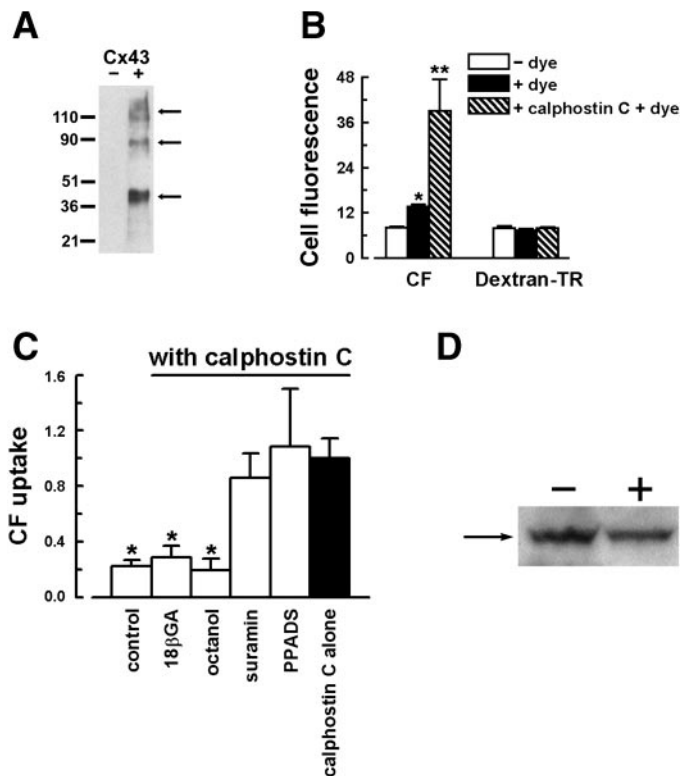 A
Cx43
− +
110
90
51
36
21
B
Cell fluorescence
48
36
24
12
0
**
*
− dye
+ dye
+ calphostin C + dye
CF Dextran-TR
C
with calphostin C
CF uptake
1.6
1.2
0.8
0.4
0.0
* * *
control
18βGA
octanol
suramin
PPADS
calphostin C alone
D
− +